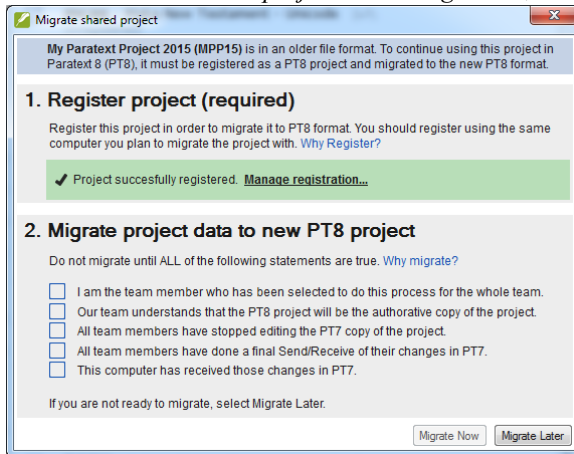 Migrate shared project
My Paratext Project 2015 (MPP15) is in an older file format. To continue using this project in
Paratext 8 (PT8), it must be registered as a PT8 project and migrated to the new PT8 format.
1. Register project (required)
Register this project in order to migrate it to PT8 format. You should register using the same
computer you plan to migrate the project with. Why Register?
Project succesfully registered. Manage registration...
2. Migrate project data to new PT8 project
Do not migrate until ALL of the following statements are true. Why migrate?
I am the team member who has been selected to do this process for the whole team.
Our team understands that the PT8 project will be the authorative copy of the project.
All team members have stopped editing the PT7 copy of the project.
All team members have done a final Send/Receive of their changes in PT7.
This computer has received those changes in PT7.
If you are not ready to migrate, select Migrate Later.
Migrate Now Migrate Later